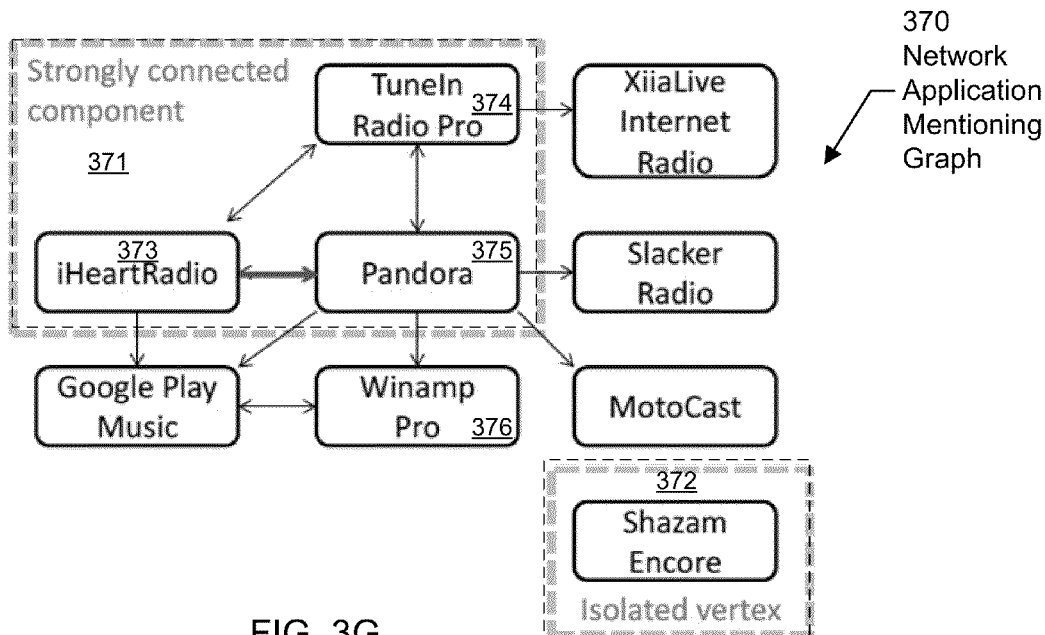 370
Network
Application
Mentioning
Graph
Strongly connected
component
371
TuneIn
Radio Pro
374
XiiaLive
Internet
Radio
373
iHeartRadio
Pandora
375
Slacker
Radio
Google Play
Music
Winamp
Pro
376
MotoCast
372
Shazam
Encore
Isolated vertex
FIG. 3G